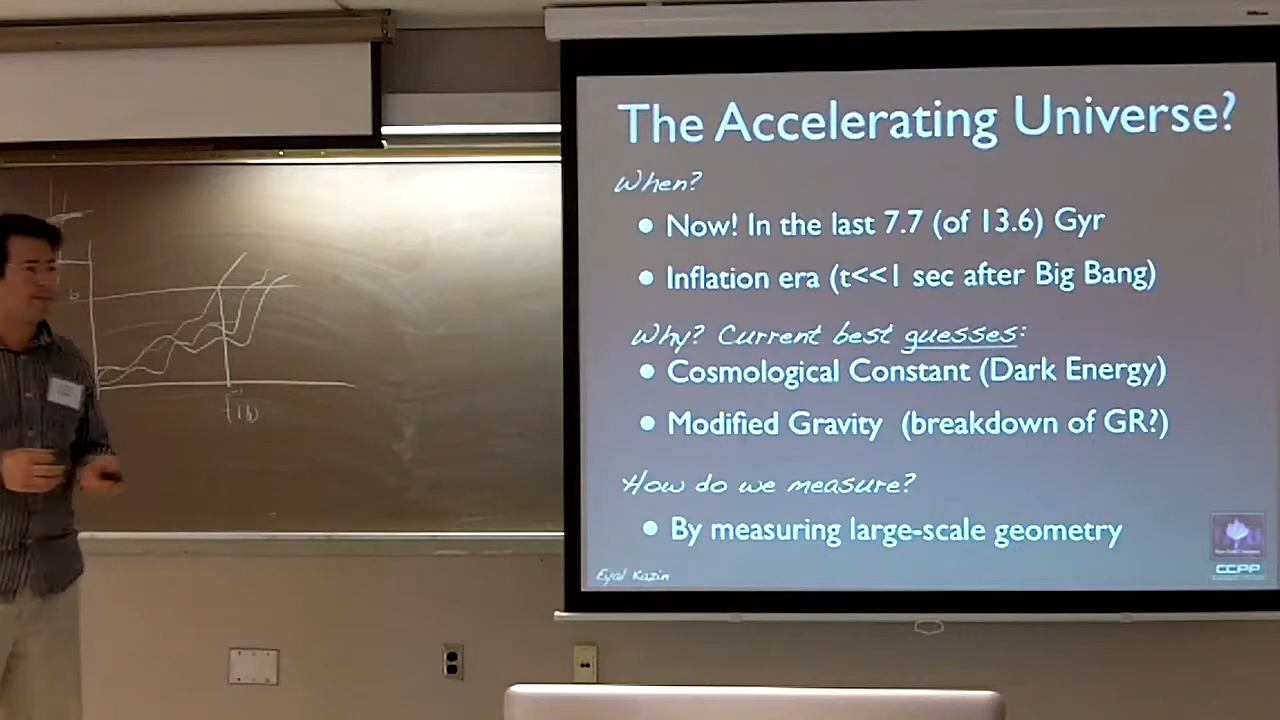 The Accelerating Universe?
When?
• Now! In the last 7.7 (of 13.6) Gyr
• Inflation era (t<<1 sec after Big Bang)
Why? Current best guesses:
• Cosmological Constant (Dark Energy)
• Modified Gravity (breakdown of GR?)
How do we measure?
• By measuring large-scale geometry
Eyal Kazin
CCPP